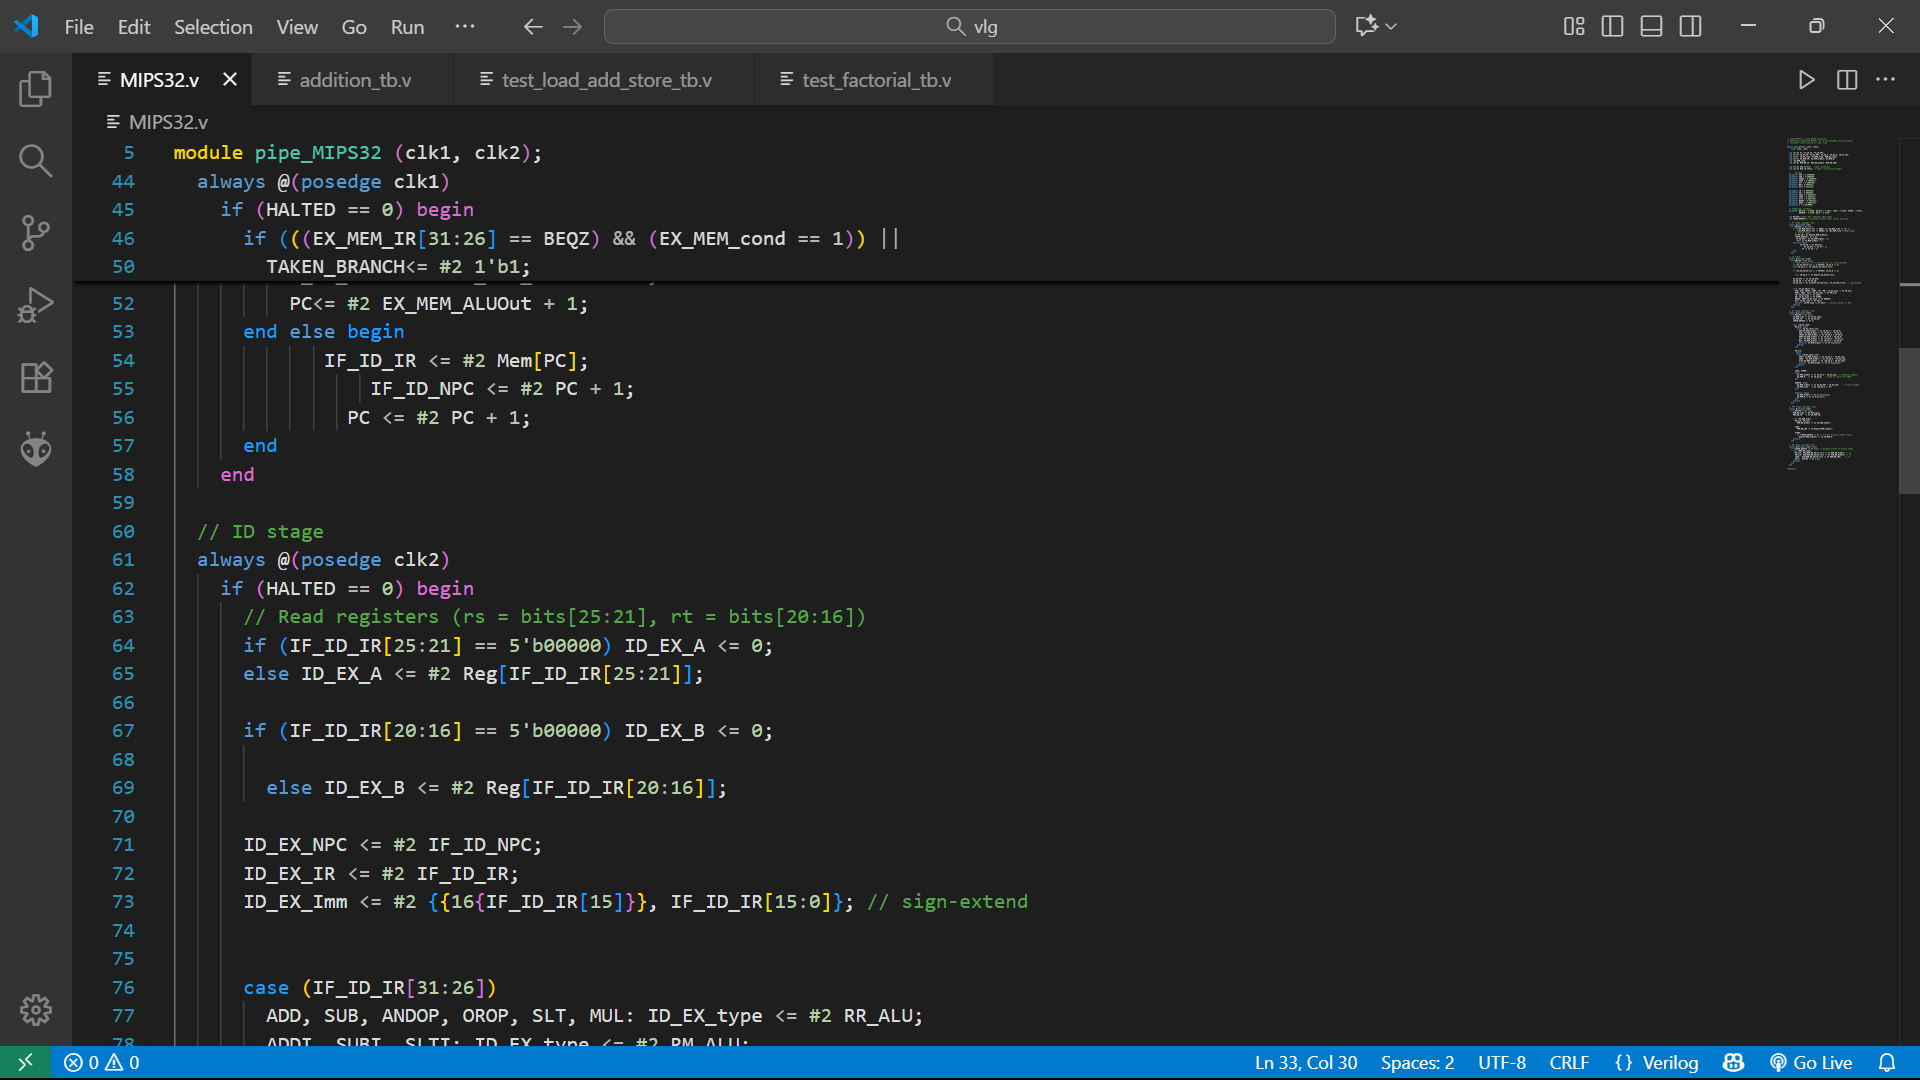 File Edit Selection View Go Run ··· vlg
MIPS32.v addition_tb.v test_load_add_store_tb.v test_factorial_tb.v
MIPS32.v
5 module pipe_MIPS32 (clk1, clk2);
44 always @(posedge clk1)
45 if (HALTED == 0) begin
46 if (((EX_MEM_IR[31:26] == BEQZ) && (EX_MEM_cond == 1)) ||
50 TAKEN_BRANCH<= #2 1'b1;
52 PC<= #2 EX_MEM_ALUOut + 1;
53 end else begin
54 IF_ID_IR <= #2 Mem[PC];
55 IF_ID_NPC <= #2 PC + 1;
56 PC <= #2 PC + 1;
57 end
58 end
59
60 // ID stage
61 always @(posedge clk2)
62 if (HALTED == 0) begin
63 // Read registers (rs = bits[25:21], rt = bits[20:16])
64 if (IF_ID_IR[25:21] == 5'b00000) ID_EX_A <= 0;
65 else ID_EX_A <= #2 Reg[IF_ID_IR[25:21]];
66
67 if (IF_ID_IR[20:16] == 5'b00000) ID_EX_B <= 0;
68
69 else ID_EX_B <= #2 Reg[IF_ID_IR[20:16]];
70
71 ID_EX_NPC <= #2 IF_ID_NPC;
72 ID_EX_IR <= #2 IF_ID_IR;
73 ID_EX_Imm <= #2 {{16{IF_ID_IR[15]}}, IF_ID_IR[15:0]}; // sign-extend
74
75
76 case (IF_ID_IR[31:26])
77 ADD, SUB, ANDOP, OROP, SLT, MUL: ID_EX_type <= #2 RR_ALU;
78 ADDI, SUBI, SLTI: ID_EX_type <= #2 RM_ALU;
0 0 Ln 33, Col 30 Spaces: 2 UTF-8 CRLF {} Verilog Go Live